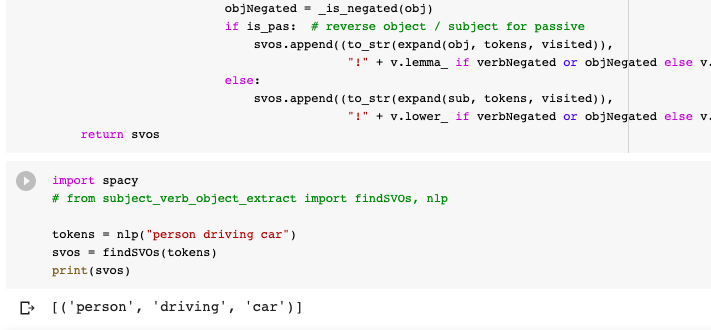 objNegated = _is_negated(obj)
if is_pas:  # reverse object / subject for passive
svos.append((to_str(expand(obj, tokens, visited)),
"!" + v.lemma_ if verbNegated or objNegated else v.
else:
svos.append((to_str(expand(sub, tokens, visited)),
"!" + v.lower_ if verbNegated or objNegated else v.
return svos
import spacy
# from subject_verb_object_extract import findSVOs, nlp
tokens = nlp("person driving car")
svos = findSVOs(tokens)
print(svos)
[('person', 'driving', 'car')]